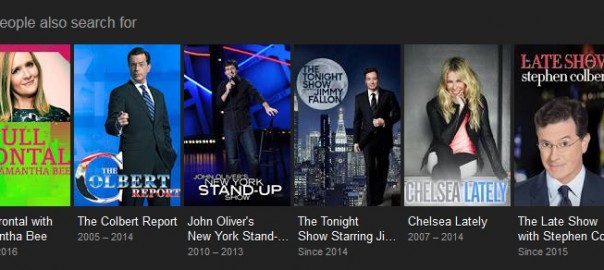 eople also search for
ULL
ONTAL
AMANTHA BEE
THE
COLBERT
REPORT
JOHN OLIVER'S
NEW YORK
STAND-UP
SHOW
THE
TONIGHT
SHOW
JIMMY
FALLON
CHELSEA LATELY
LATE SHOW
stephen colber
rontal with
ntha Bee
2016
The Colbert Report
2005 – 2014
John Oliver's
New York Stand-...
2010 – 2013
The Tonight
Show Starring Ji...
Since 2014
Chelsea Lately
2007 – 2014
The Late Show
with Stephen Co
Since 2015